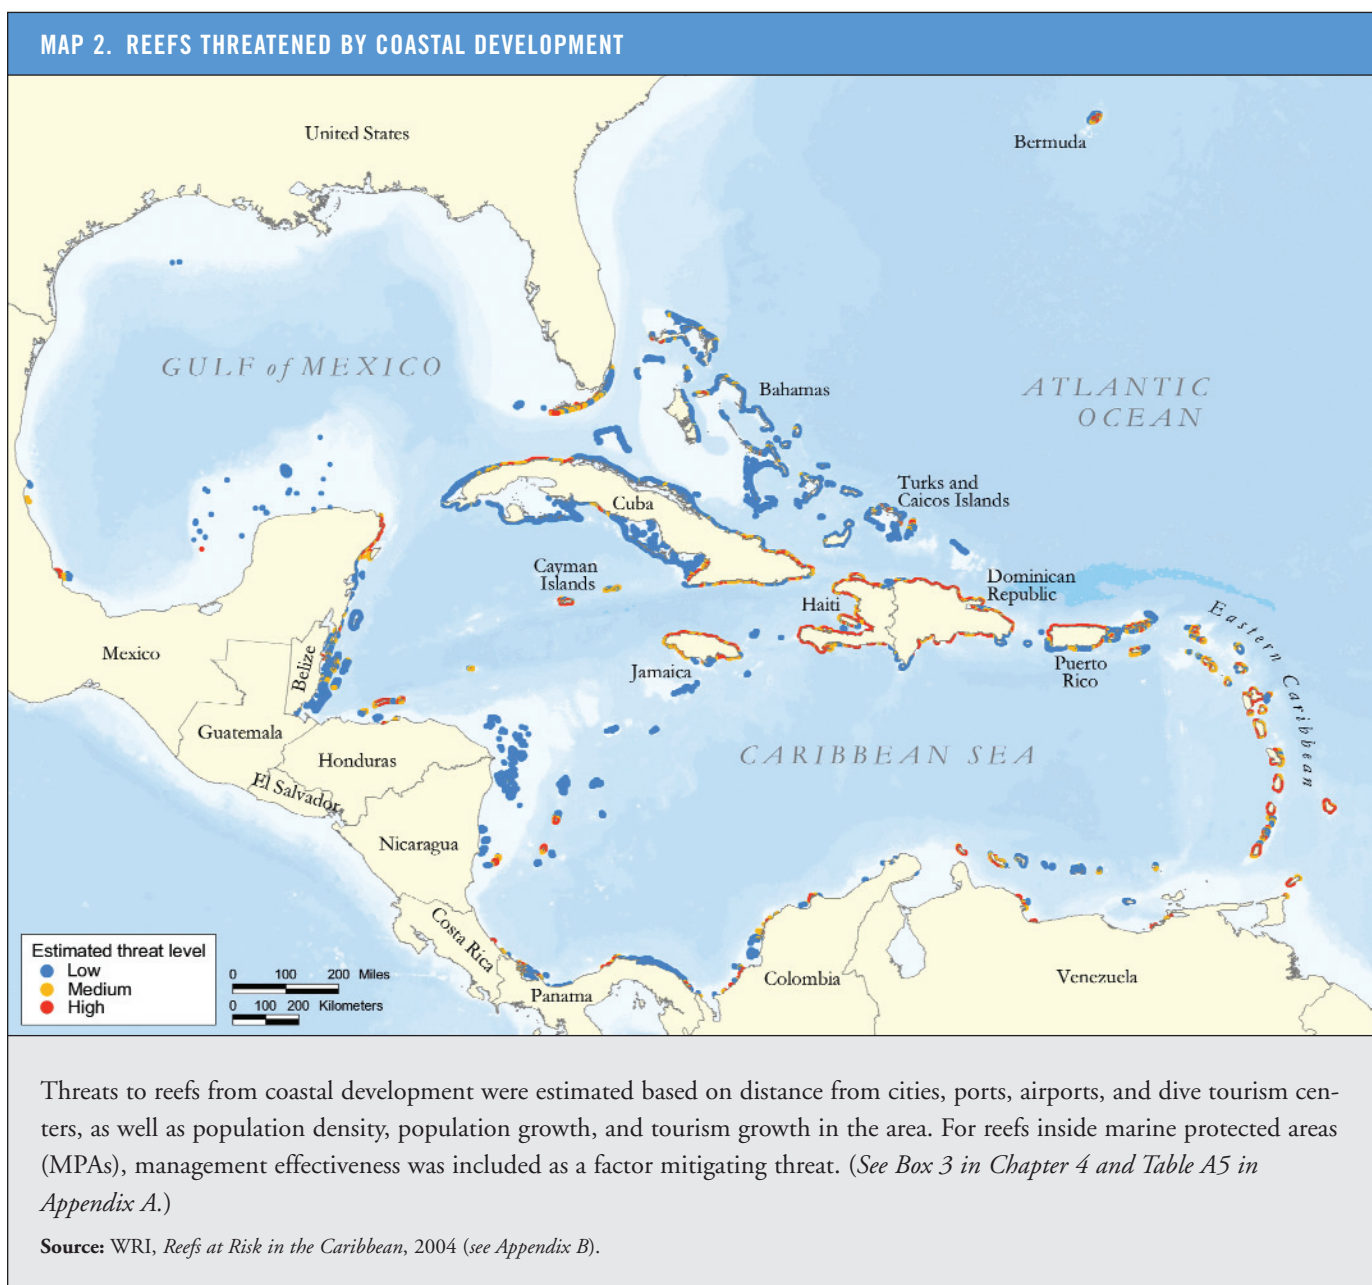 MAP 2. REEFS THREATENED BY COASTAL DEVELOPMENT
United States
Bermuda
GULF of MEXICO
ATLANTIC
OCEAN
Bahamas
Turks and
Caicos Islands
Cuba
Cayman
Islands
Haiti
Dominican
Republic
Jamaica
Puerto
Rico
Eastern Caribbean
Mexico
Belize
Guatemala
Honduras
El Salvador
Nicaragua
CARIBBEAN SEA
Costa Rica
Panama
Colombia
Venezuela
Estimated threat level
Low
Medium
High
0 100 200 Miles
0 100 200 Kilometers
Threats to reefs from coastal development were estimated based on distance from cities, ports, airports, and dive tourism cen-
ters, as well as population density, population growth, and tourism growth in the area. For reefs inside marine protected areas
(MPAs), management effectiveness was included as a factor mitigating threat. (See Box 3 in Chapter 4 and Table A5 in
Appendix A.)
Source: WRI, Reefs at Risk in the Caribbean, 2004 (see Appendix B).